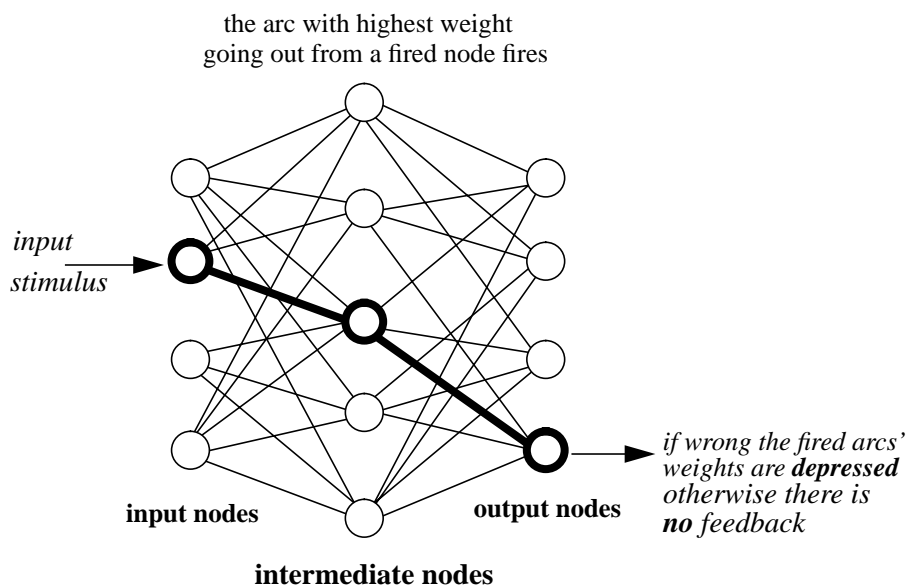 the arc with highest weight
going out from a fired node fires
input
stimulus
if wrong the fired arcs’
weights are depressed
otherwise there is
no feedback
input nodes
output nodes
intermediate nodes